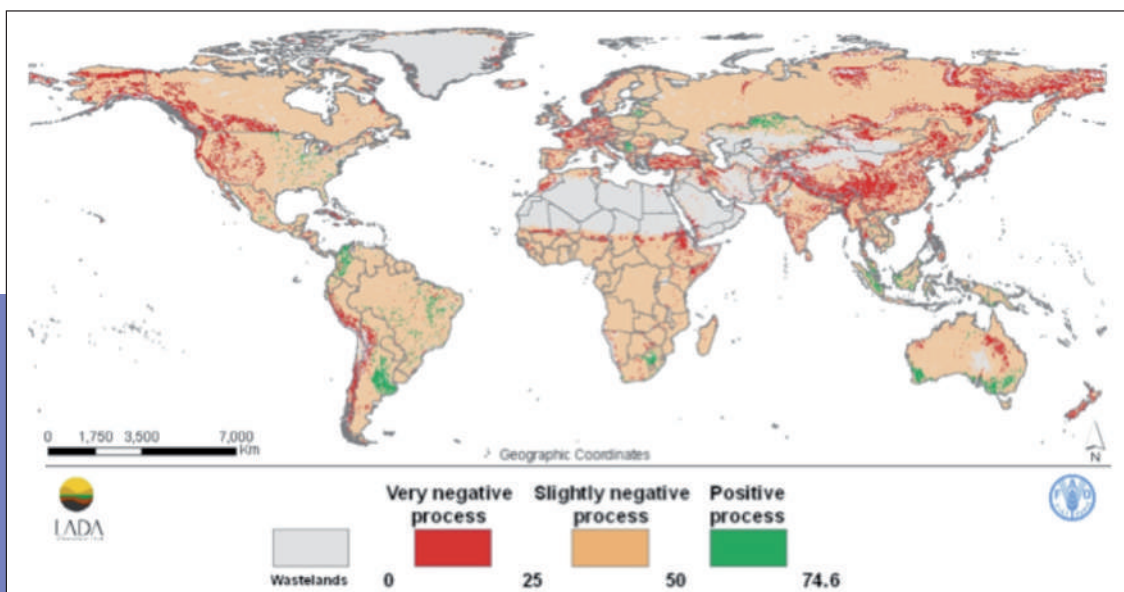 0 1,750 3,500 7,000
Km
Geographic Coordinates
N
LADA
Very negative process
Slightly negative process
Positive process
FAO
Wastelands 0 25 50 74.6